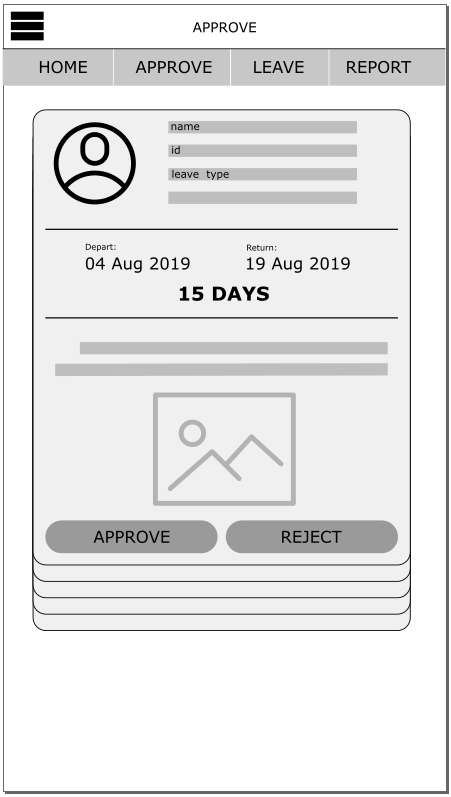 APPROVE
HOME APPROVE LEAVE REPORT
name
id
leave type
Depart: Return:
04 Aug 2019 19 Aug 2019
15 DAYS
APPROVE REJECT